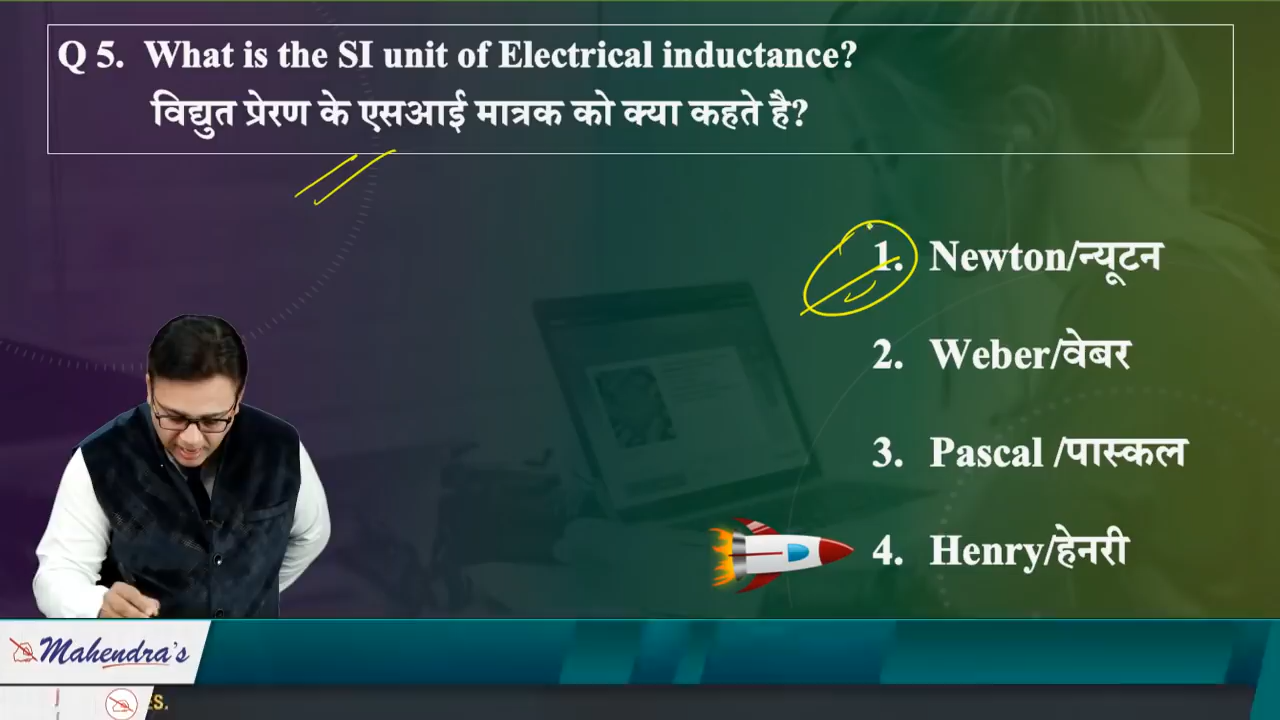 Q 5. What is the SI unit of Electrical inductance?
विद्युत प्रेरण के एसआई मात्रक को क्या कहते है?
1. Newton/न्यूटन
2. Weber/वेबर
3. Pascal /पास्कल
4. Henry/हेनरी
Mahendra's
ES.